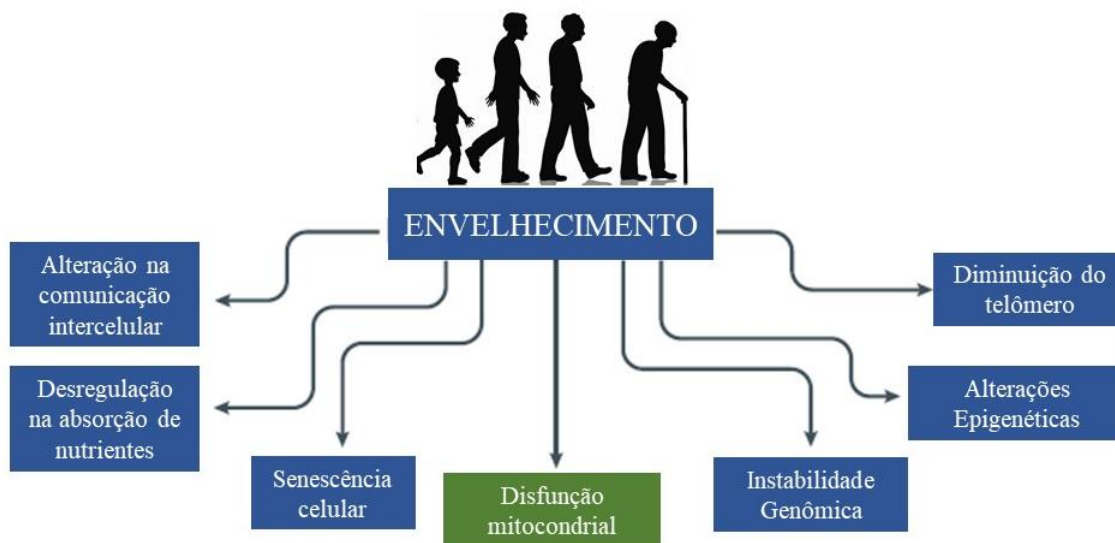 ENVELHECIMENTO
Alteração na
comunicação
intercelular
Diminuição do
telômero
Desregulação
na absorção de
nutrientes
Alterações
Epigenéticas
Senescência
celular
Disfunção
mitocondrial
Instabilidade
Genômica